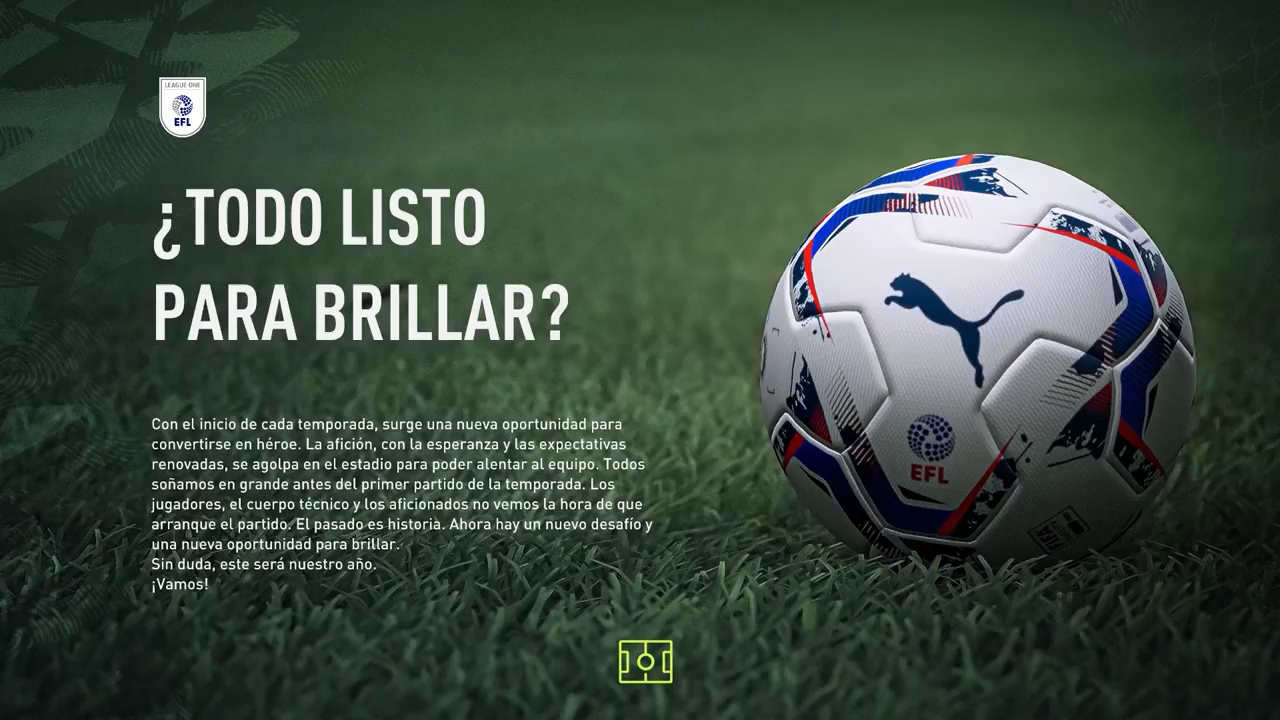 LEAGUE ONE
EFL
¿TODO LISTO
PARA BRILLAR?
Con el inicio de cada temporada, surge una nueva oportunidad para
convertirse en héroe. La afición, con la esperanza y las expectativas
renovadas, se agolpa en el estadio para poder alentar al equipo. Todos
soñamos en grande antes del primer partido de la temporada. Los
jugadores, el cuerpo técnico y los aficionados no vemos la hora de que
arranque el partido. El pasado es historia. Ahora hay un nuevo desafío y
una nueva oportunidad para brillar.
Sin duda, este será nuestro año.
¡Vamos!
EFL